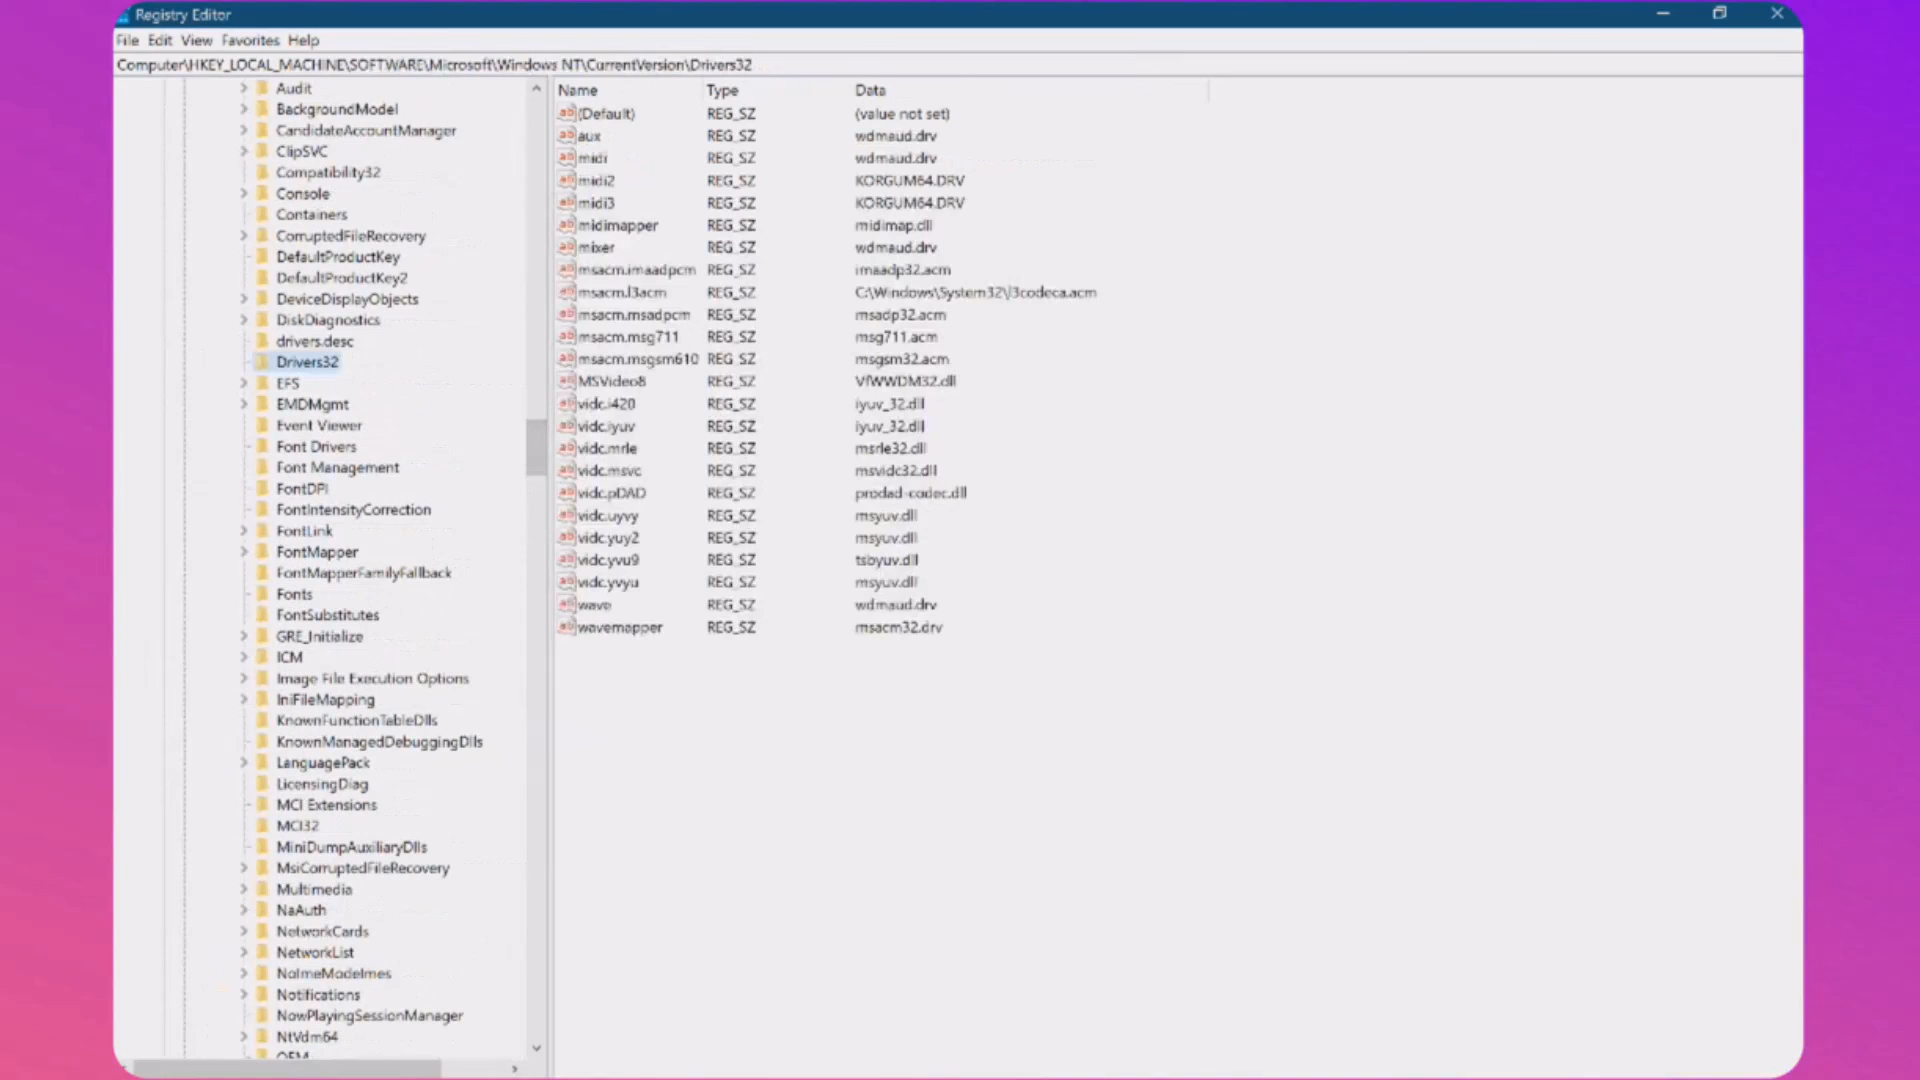 Registry Editor
File Edit View Favorites Help
Computer\HKEY_LOCAL_MACHINE\SOFTWARE\Microsoft\Windows NT\CurrentVersion\Drivers32
Audit
BackgroundModel
CandidateAccountManager
ClipSVC
Compatibility32
Console
Containers
CorruptedFileRecovery
DefaultProductKey
DefaultProductKey2
DeviceDisplayObjects
DiskDiagnostics
drivers.desc
Drivers32
EFS
EMDMgmt
Event Viewer
Font Drivers
Font Management
FontDPI
FontIntensityCorrection
FontLink
FontMapper
FontMapperFamilyFallback
Fonts
FontSubstitutes
GRE_Initialize
ICM
Image File Execution Options
IniFileMapping
KnownFunctionTableDlls
KnownManagedDebuggingDlls
LanguagePack
LicensingDiag
MCI Extensions
MCI32
MiniDumpAuxiliaryDlls
MsiCorruptedFileRecovery
Multimedia
NaAuth
NetworkCards
NetworkList
NoImeModeImes
Notifications
NowPlayingSessionManager
NtVdm64
OEM
Name Type Data
(Default) REG_SZ (value not set)
aux REG_SZ wdmaud.drv
midi REG_SZ wdmaud.drv
midi2 REG_SZ KORGUM64.DRV
midi3 REG_SZ KORGUM64.DRV
midimapper REG_SZ midimap.dll
mixer REG_SZ wdmaud.drv
msacm.imaadpcm REG_SZ imaadp32.acm
msacm.l3acm REG_SZ C:\Windows\System32\l3codeca.acm
msacm.msadpcm REG_SZ msadp32.acm
msacm.msg711 REG_SZ msg711.acm
msacm.msgsm610 REG_SZ msgsm32.acm
MSVideo8 REG_SZ VfWWDM32.dll
vidc.i420 REG_SZ iyuv_32.dll
vidc.iyuv REG_SZ iyuv_32.dll
vidc.mrle REG_SZ msrle32.dll
vidc.msvc REG_SZ msvidc32.dll
vidc.pDAD REG_SZ prodad-codec.dll
vidc.uyvy REG_SZ msyuv.dll
vidc.yuy2 REG_SZ msyuv.dll
vidc.yvu9 REG_SZ tsbyuv.dll
vidc.yvyu REG_SZ msyuv.dll
wave REG_SZ wdmaud.drv
wavemapper REG_SZ msacm32.drv